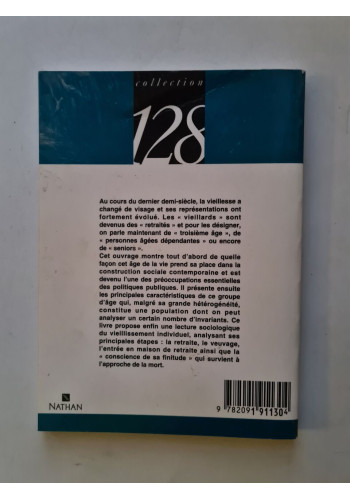 collection
128
Au cours du dernier demi-siècle, la vieillesse a
changé de visage et ses représentations ont
fortement évolué. Les « vieillards » sont
devenus des « retraités » et pour les désigner,
on parle maintenant de « troisième âge », de
« personnes âgées dépendantes » ou encore
de « seniors ».
Cet ouvrage montre tout d'abord de quelle
façon cet âge de la vie prend sa place dans la
construction sociale contemporaine et est
devenu l'une des préoccupations essentielles
des politiques publiques. Il présente ensuite
les principales caractéristiques de ce groupe
d'âge qui, malgré sa grande hétérogénéité,
constitue une population dont on peut
analyser un certain nombre d'invariants. Ce
livre propose enfin une lecture sociologique
du vieillissement individuel, analysant ses
principales étapes : la retraite, le veuvage,
l'entrée en maison de retraite ainsi que la
« conscience de sa finitude » qui survient à
l'approche de la mort.
NATHAN
9 782091 911304